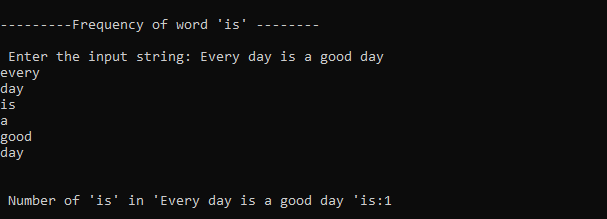 ---------Frequency of word 'is' --------
Enter the input string: Every day is a good day
every
day
is
a
good
day
Number of 'is' in 'Every day is a good day 'is:1